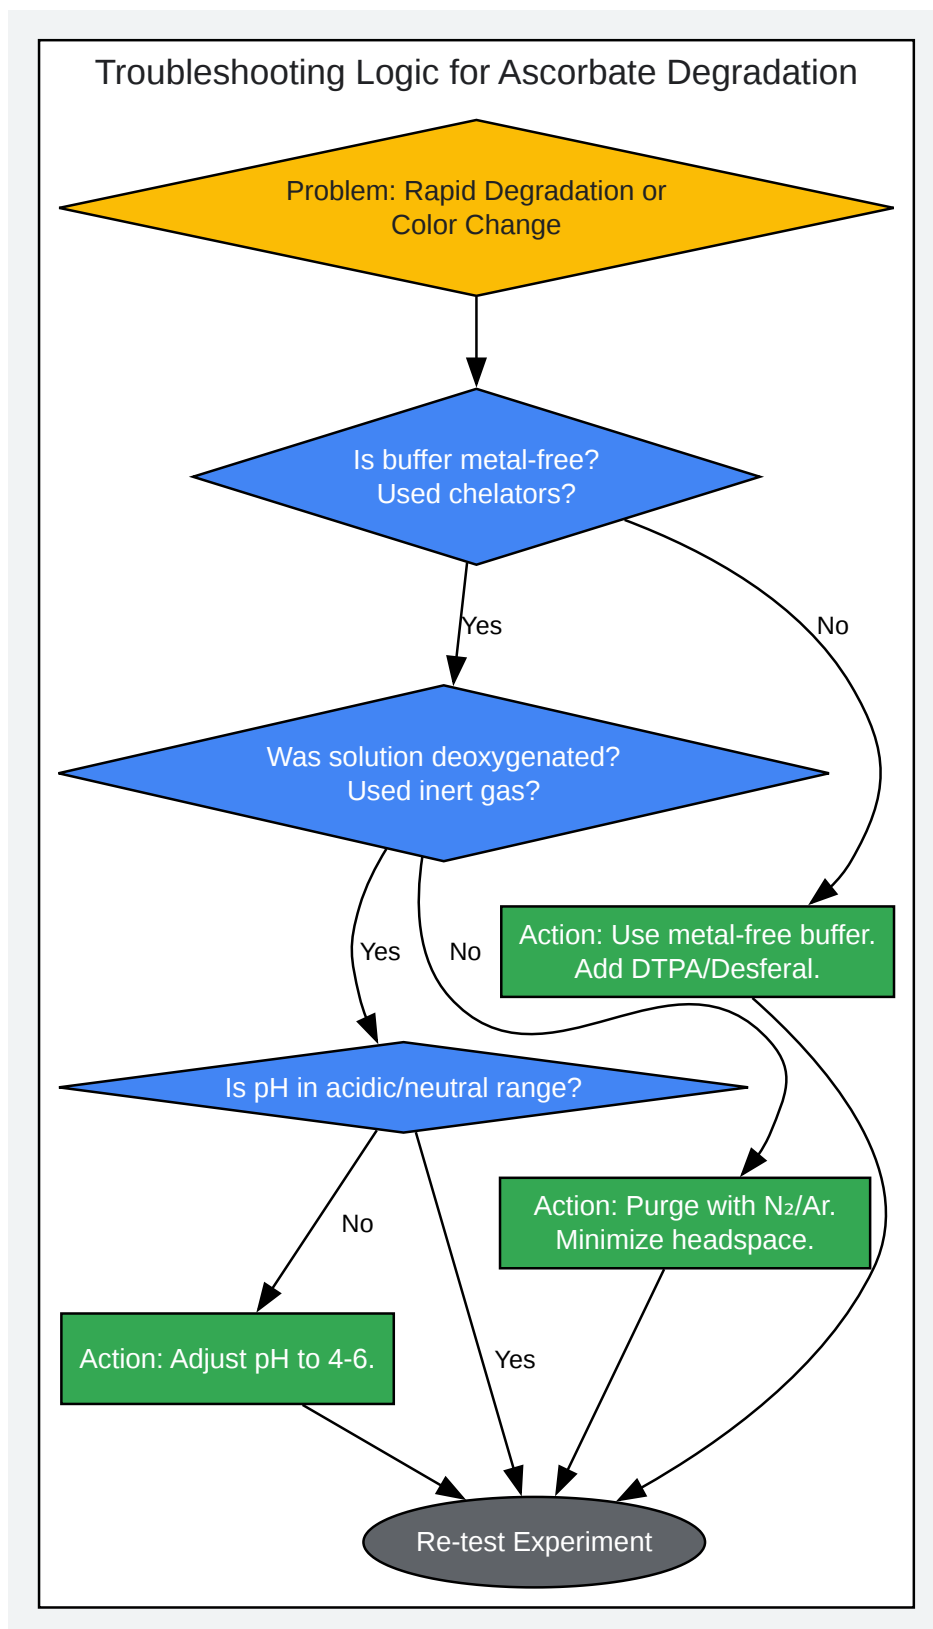 Troubleshooting Logic for Ascorbate Degradation
Problem: Rapid Degradation or
Color Change
Is buffer metal-free?
Used chelators?
Yes
No
Was solution deoxygenated?
Used inert gas?
Action: Use metal-free buffer.
Add DTPA/Desferal.
Yes
No
Is pH in acidic/neutral range?
Action: Purge with N₂/Ar.
Minimize headspace.
No
Action: Adjust pH to 4-6.
Yes
Re-test Experiment